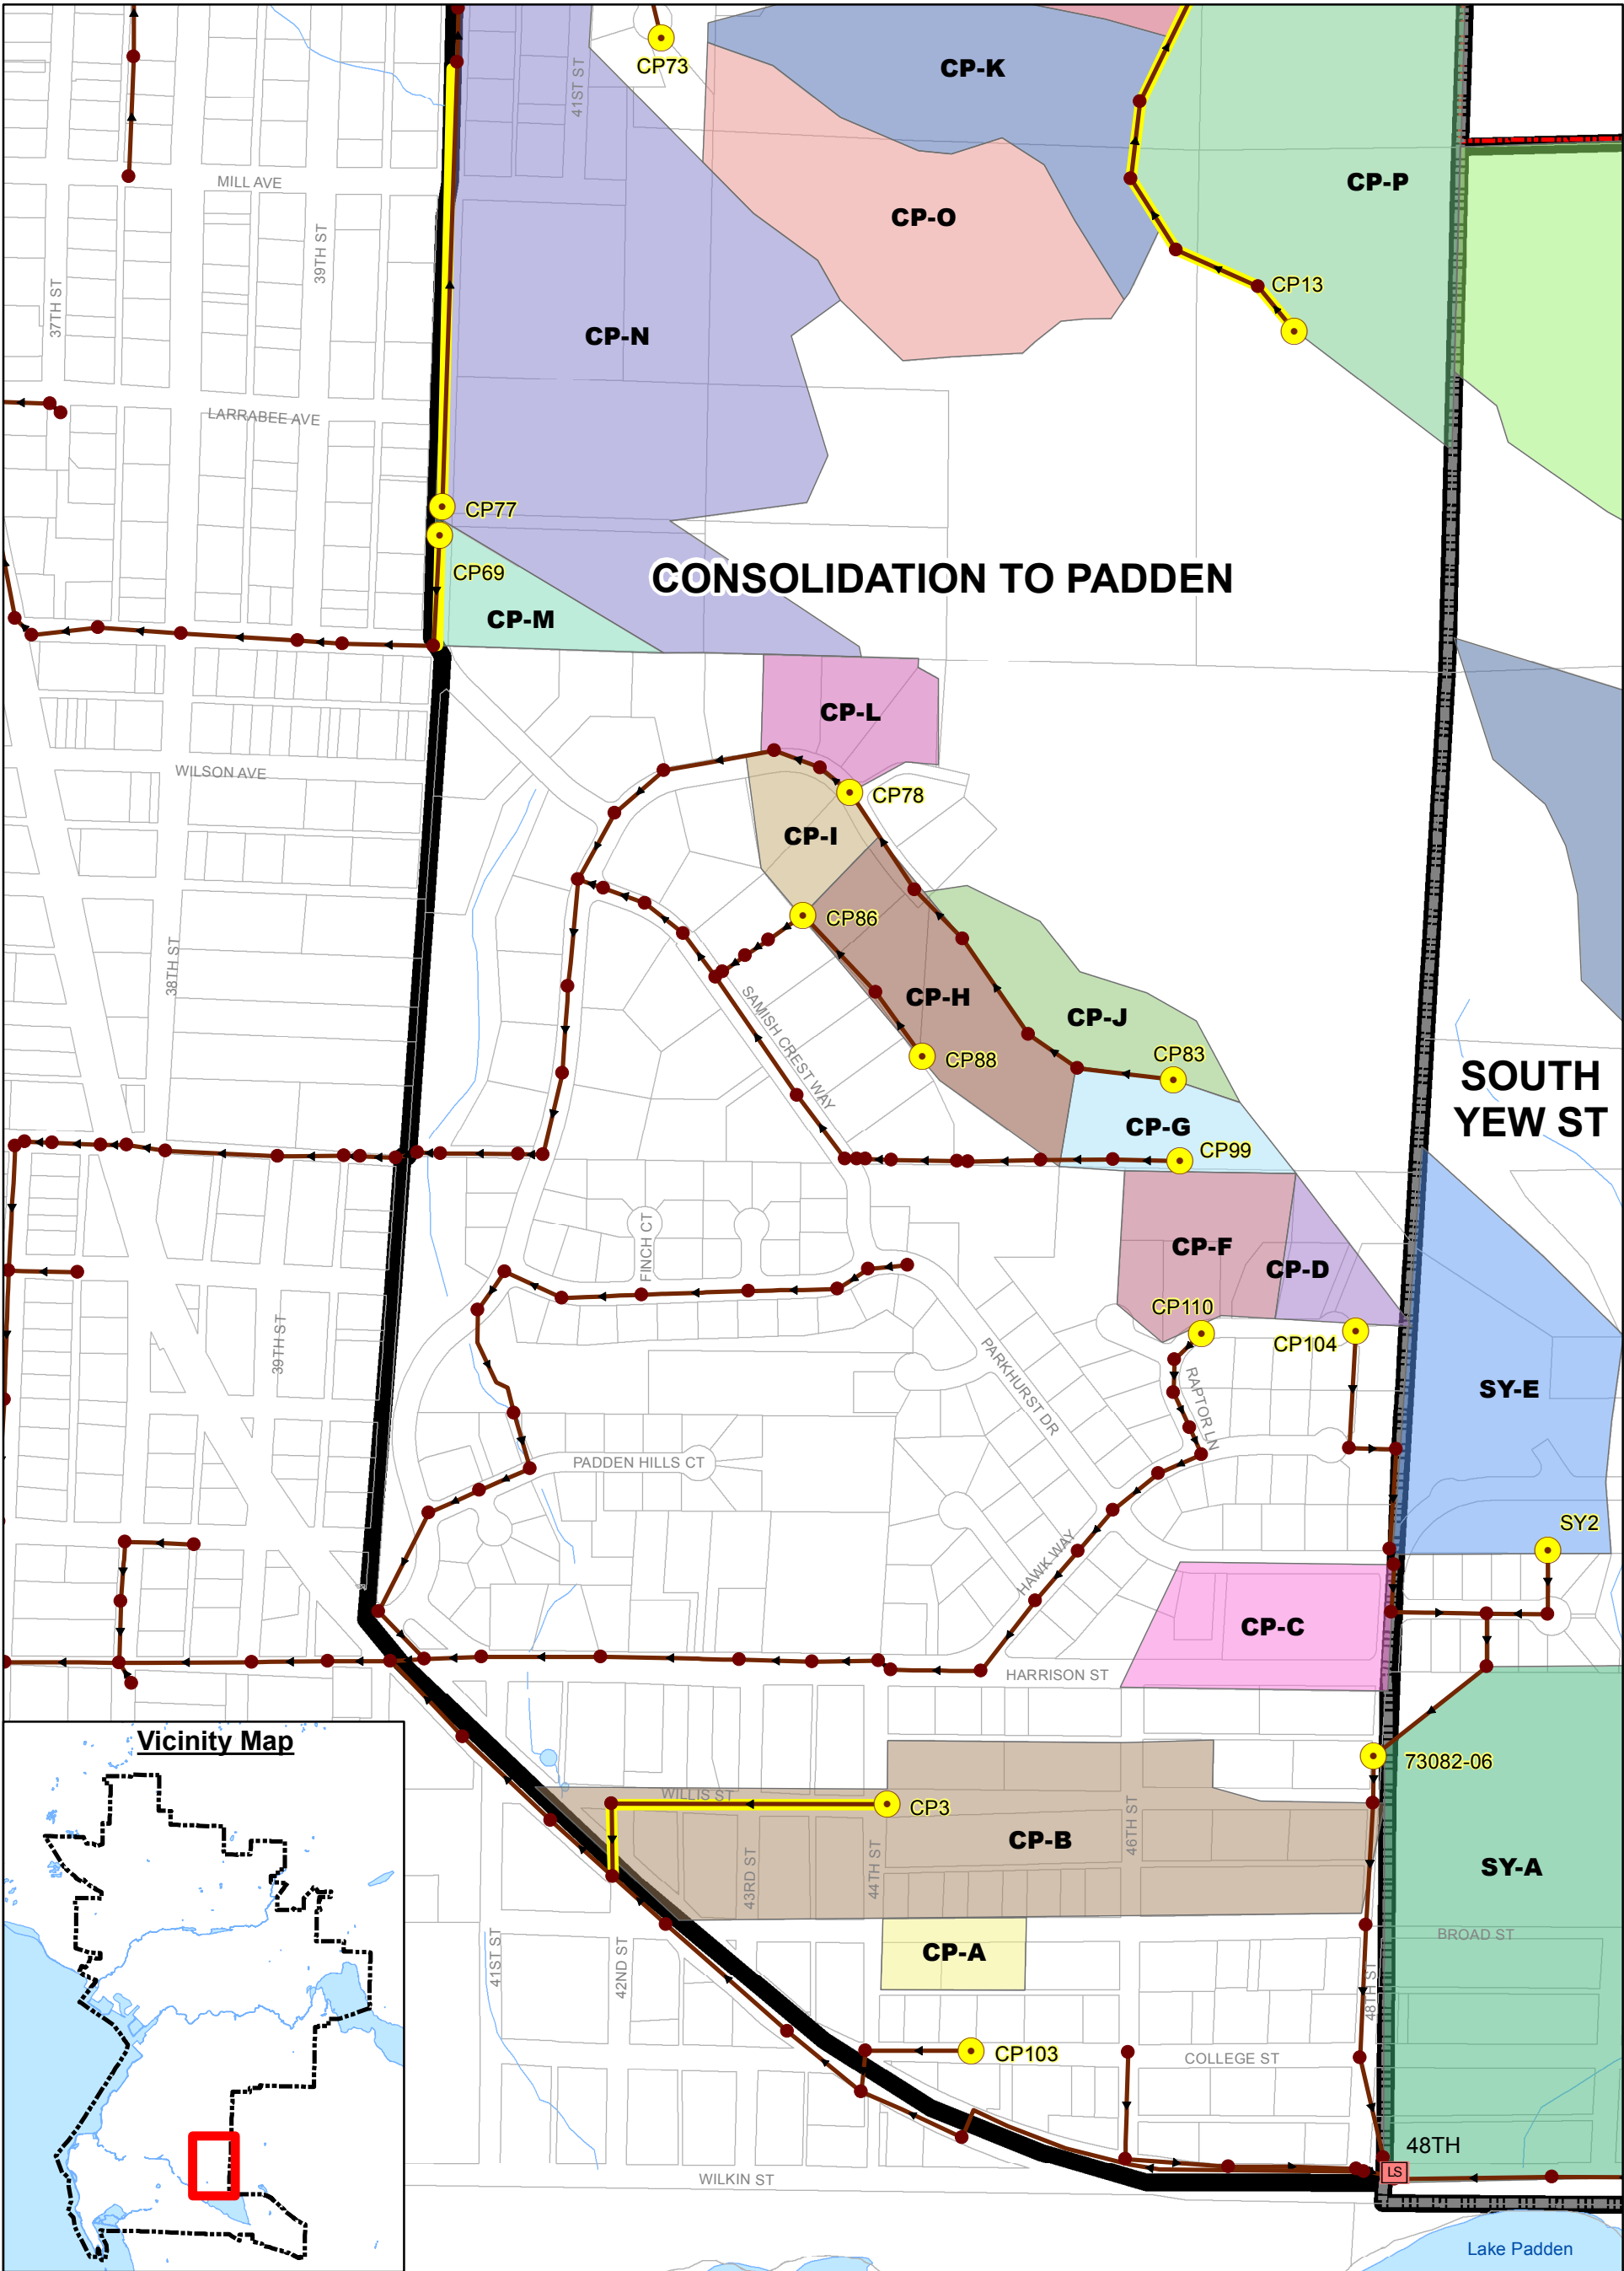 CP73
CP-K
41ST ST
MILL AVE
CP-P
CP-O
39TH ST
CP13
37TH ST
CP-N
LARRABEE AVE
CP77
CP69
CONSOLIDATION TO PADDEN
CP-M
CP-L
WILSON AVE
CP78
CP-I
CP86
38TH ST
SAMISH CREST WAY
CP-H
CP-J
CP88
CP83
SOUTH
YEW ST
CP-G
CP99
FINCH CT
CP-F
CP-D
CP110
CP104
39TH ST
PARKHURST DR
RAPTOR LN
SY-E
PADDEN HILLS CT
SY2
HAWK WAY
CP-C
HARRISON ST
Vicinity Map
73082-06
WILLIS ST
CP3
46TH ST
CP-B
43RD ST
44TH ST
SY-A
BROAD ST
CP-A
41ST ST
42ND ST
48TH ST
CP103
COLLEGE ST
48TH
LS
WILKIN ST
Lake Padden